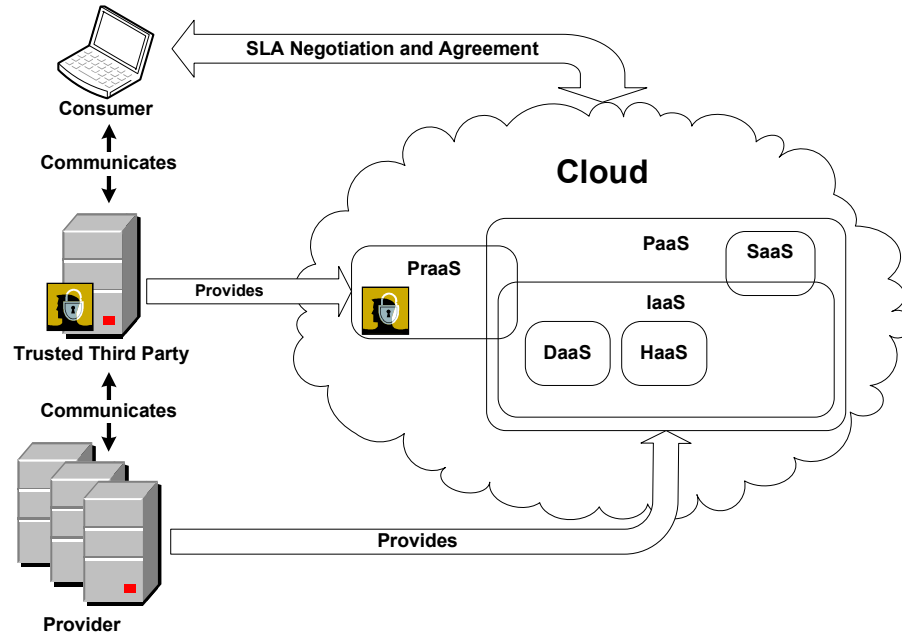 SLA Negotiation and Agreement
Consumer
Communicates
Cloud
PaaS
SaaS
PraaS
Provides
IaaS
Trusted Third Party
DaaS
HaaS
Communicates
Provides
Provider